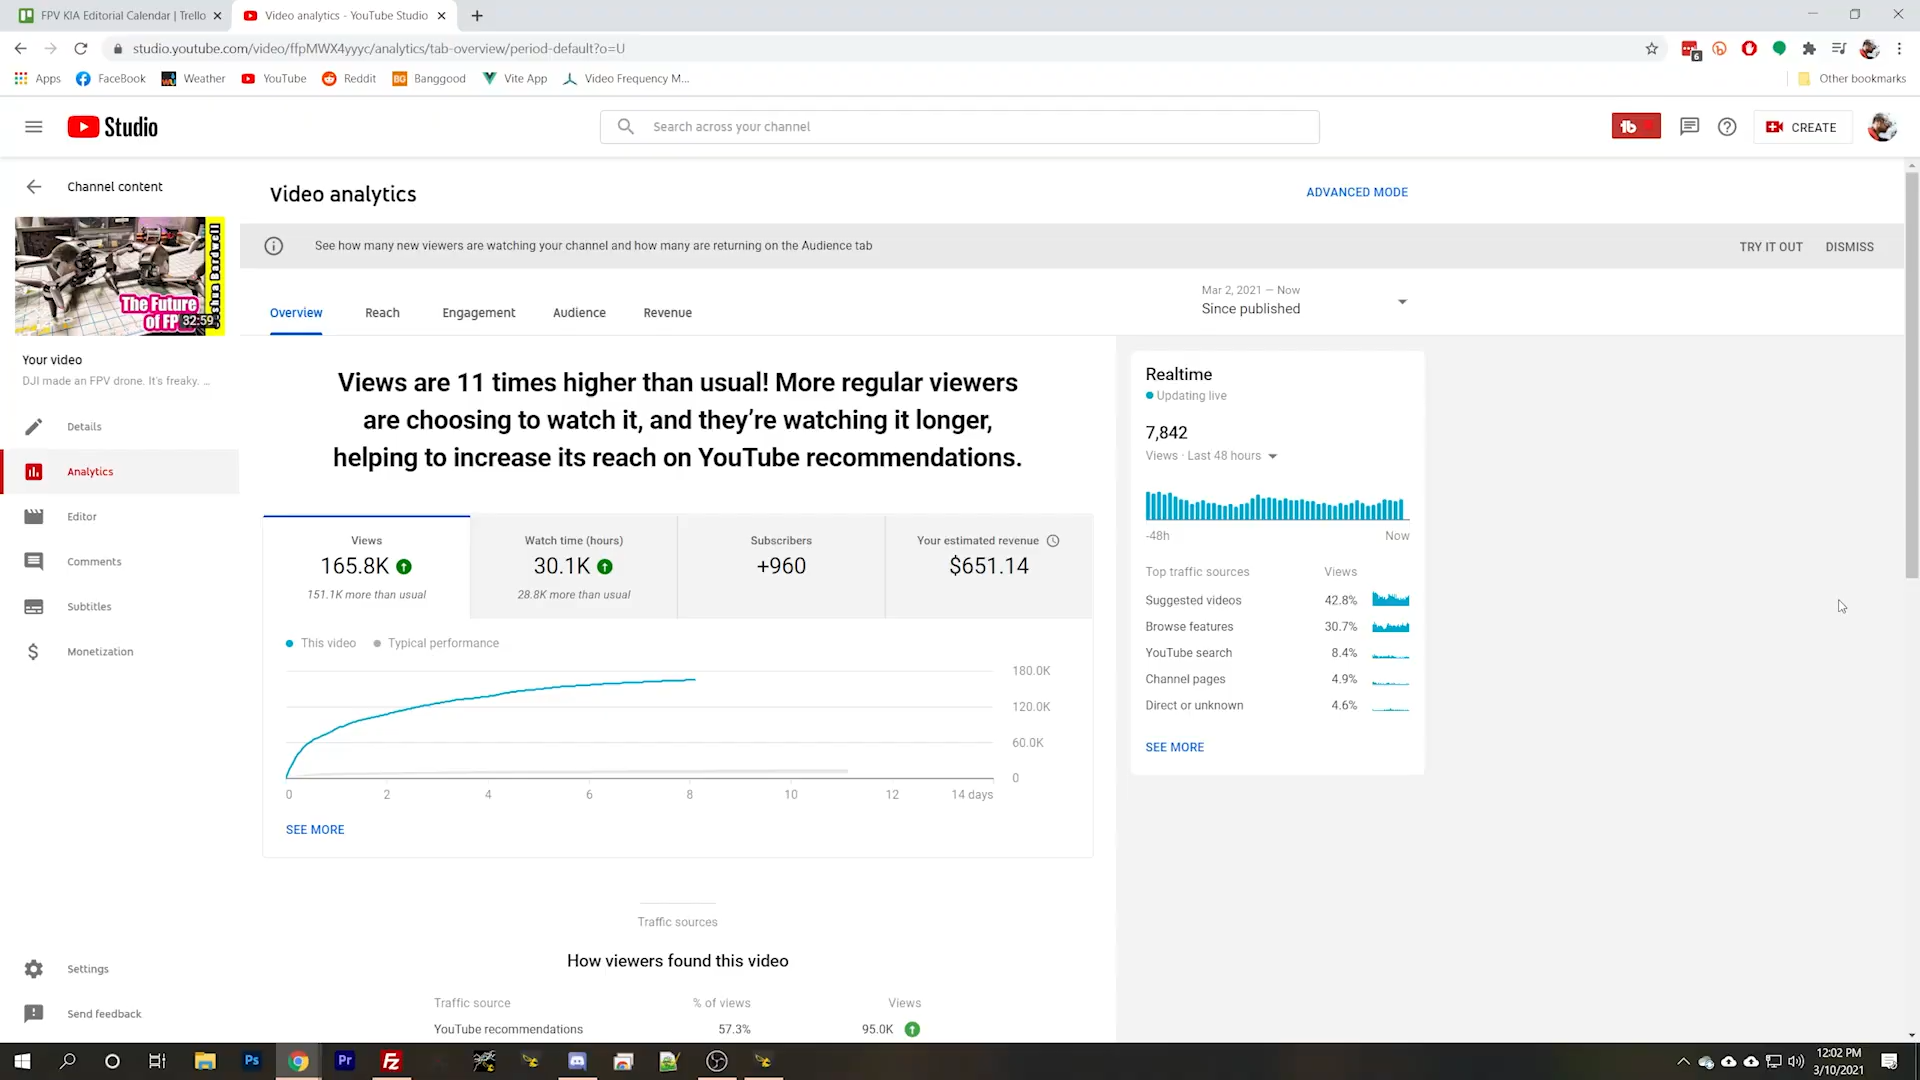 FPV KIA Editorial Calendar | Trello
Video analytics - YouTube Studio
studio.youtube.com/video/ffpMWX4yyyc/analytics/tab-overview/period-default?o=U
6
Apps
FaceBook
Weather
YouTube
Reddit
BG
Banggood
Vite App
Video Frequency M...
Other bookmarks
Studio
Search across your channel
CREATE
Channel content
Video analytics
ADVANCED MODE
See how many new viewers are watching your channel and how many are returning on the Audience tab
TRY IT OUT
DISMISS
The Future
of FP
32:59
Your video
DJI made an FPV drone. It's freaky. ...
Details
Analytics
Editor
Comments
Subtitles
Monetization
Settings
Send feedback
Overview
Reach
Engagement
Audience
Revenue
Mar 2, 2021 – Now
Since published
Views are 11 times higher than usual! More regular viewers
are choosing to watch it, and they’re watching it longer,
helping to increase its reach on YouTube recommendations.
Views
165.8K
151.1K more than usual
Watch time (hours)
30.1K
28.8K more than usual
Subscribers
+960
Your estimated revenue
$651.14
This video
Typical performance
180.0K
120.0K
60.0K
0
0
2
4
6
8
10
12
14 days
SEE MORE
Traffic sources
How viewers found this video
Traffic source
% of views
Views
YouTube recommendations
57.3%
95.0K
Realtime
Updating live
7,842
Views · Last 48 hours
-48h
Now
Top traffic sources
Views
Suggested videos
42.8%
Browse features
30.7%
YouTube search
8.4%
Channel pages
4.9%
Direct or unknown
4.6%
SEE MORE
Ps
Pr
12:02 PM
3/10/2021